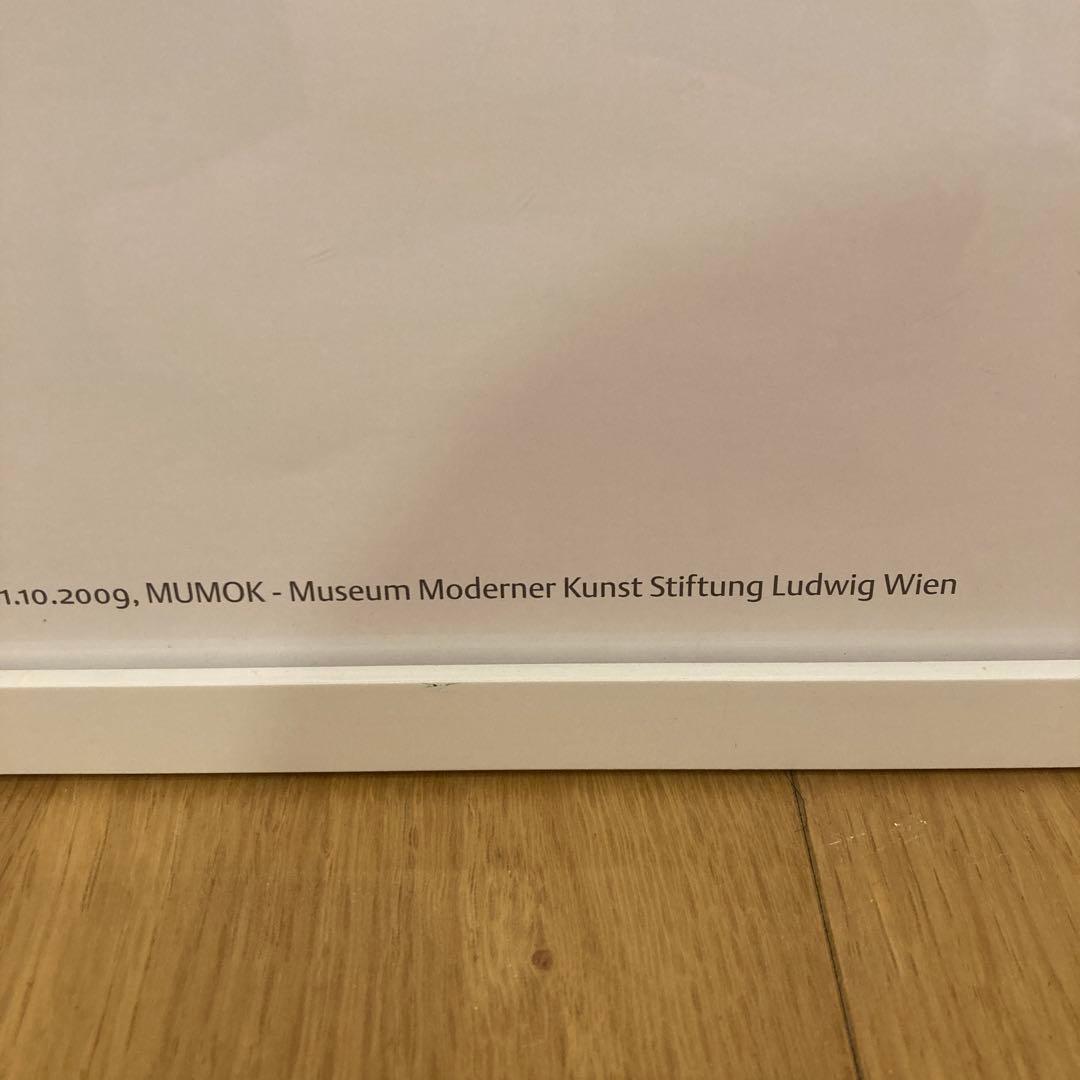 1.10.2009, MUMOK - Museum Moderner Kunst Stiftung Ludwig Wien